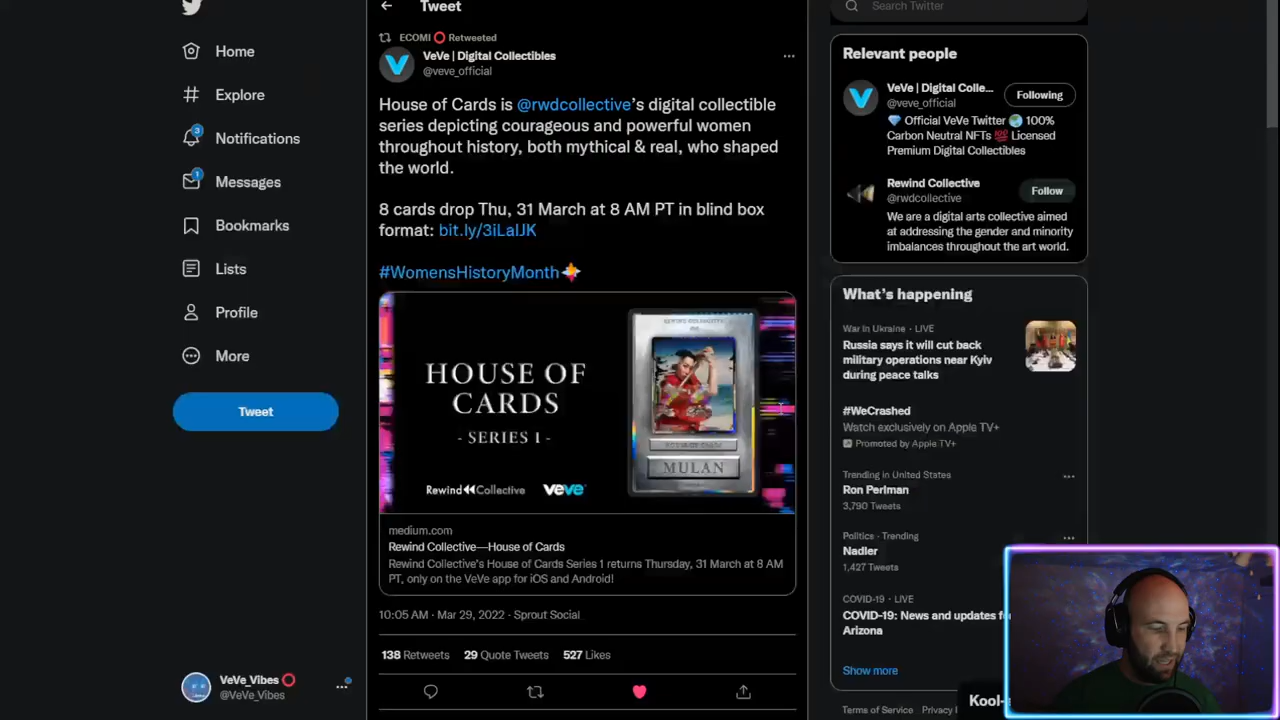 Home
Explore
3
Notifications
1
Messages
Bookmarks
Lists
Profile
More
Tweet
VeVe_Vibes
@VeVe_Vibes
Tweet
ECOMI Retweeted
VeVe | Digital Collectibles
@veve_official
House of Cards is @rwdcollective's digital collectible
series depicting courageous and powerful women
throughout history, both mythical & real, who shaped
the world.
8 cards drop Thu, 31 March at 8 AM PT in blind box
format: bit.ly/3iLaIJK
#WomensHistoryMonth
HOUSE OF
CARDS
- SERIES 1 -
Rewind Collective
veve
HOUSE OF CARDS
MULAN
medium.com
Rewind Collective—House of Cards
Rewind Collective's House of Cards Series 1 returns Thursday, 31 March at 8 AM
PT, only on the VeVe app for iOS and Android!
10:05 AM · Mar 29, 2022 · Sprout Social
138 Retweets 29 Quote Tweets 527 Likes
Search Twitter
Relevant people
VeVe | Digital Colle...
@veve_official
Following
Official VeVe Twitter 100%
Carbon Neutral NFTs 100 Licensed
Premium Digital Collectibles
Rewind Collective
@rwdcollective
Follow
We are a digital arts collective aimed
at addressing the gender and minority
imbalances throughout the art world.
What's happening
War in Ukraine · LIVE
Russia says it will cut back
military operations near Kyiv
during peace talks
#WeCrashed
Watch exclusively on Apple TV+
Promoted by Apple TV+
Trending in United States
Ron Perlman
3,790 Tweets
Politics · Trending
Nadler
1,427 Tweets
COVID-19 · LIVE
COVID-19: News and updates fo
Arizona
Show more
Terms of Service Privacy
Kool-